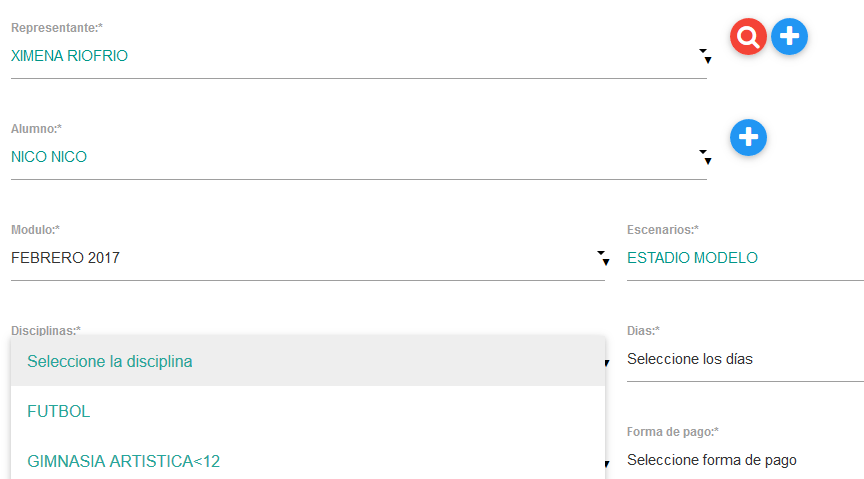 Representante:*
XIMENA RIOFRIO
Alumno:*
NICO NICO
Modulo:*
FEBRERO 2017
Escenarios:*
ESTADIO MODELO
Disciplinas:*
Seleccione la disciplina
FUTBOL
GIMNASIA ARTISTICA<12
Dias:*
Seleccione los días
Forma de pago:*
Seleccione forma de pago